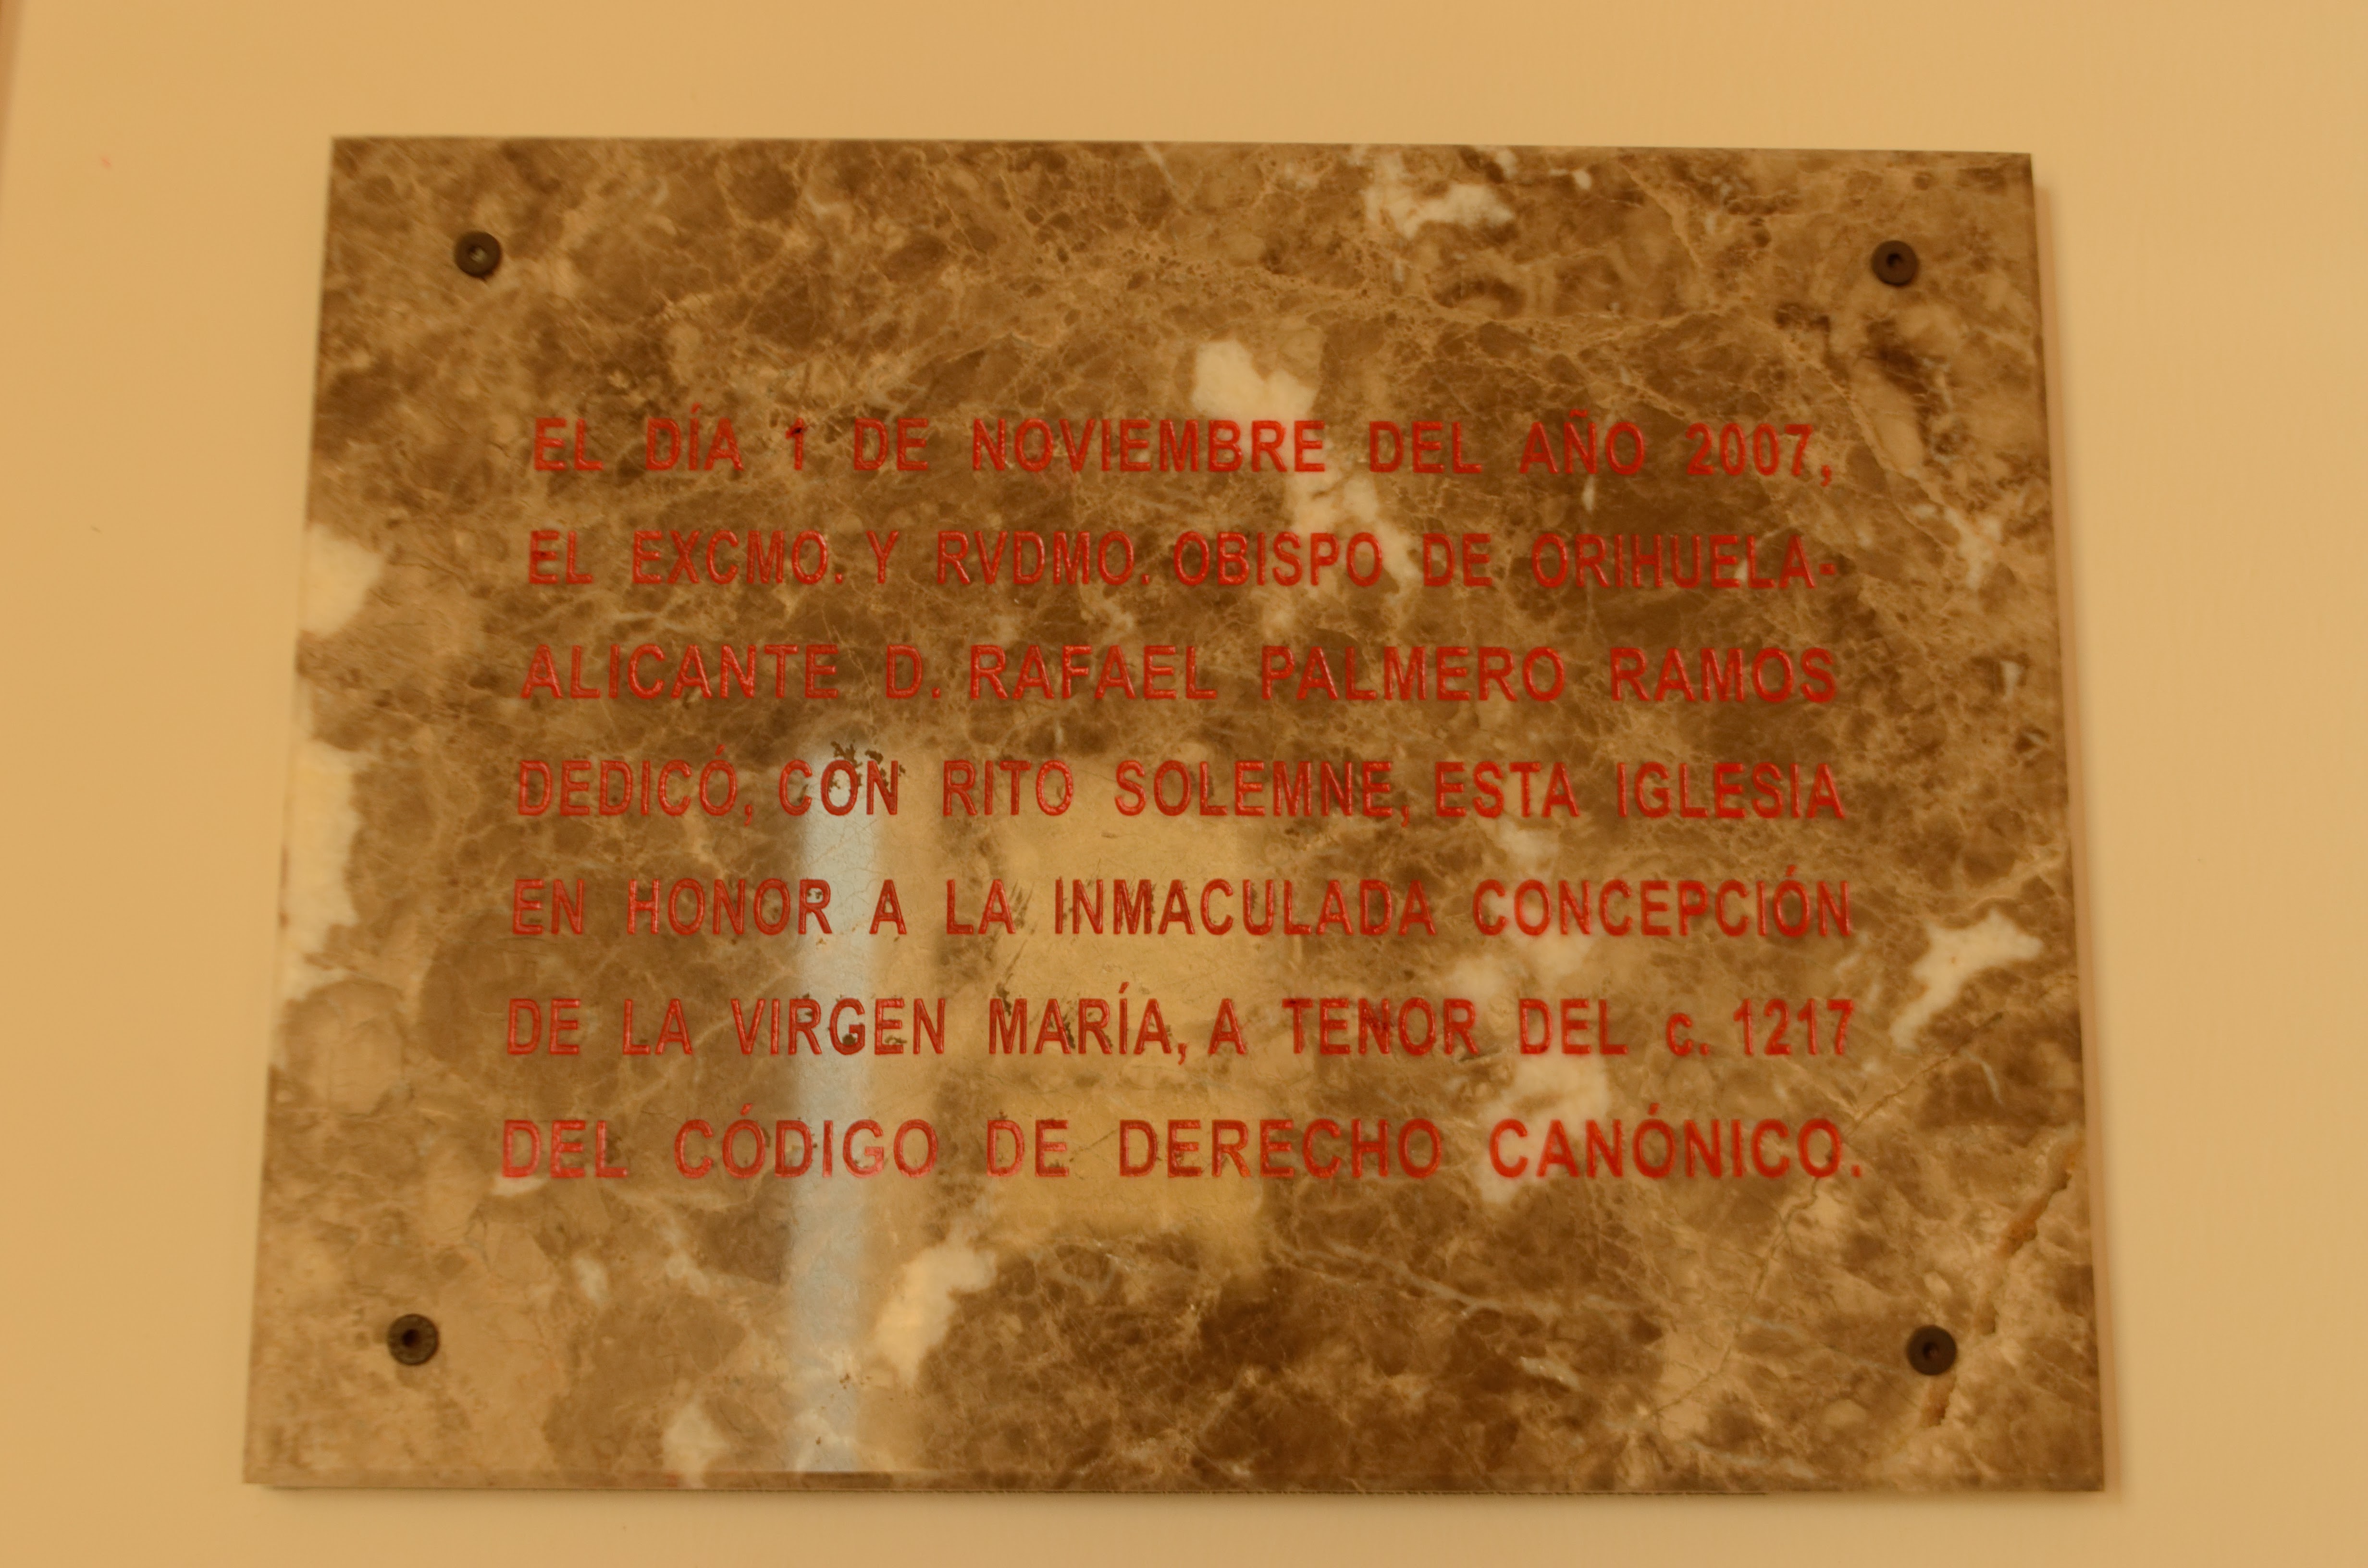 EL DÍA 1 DE NOVIEMBRE DEL AÑO 2007,
EL EXCMO. Y RVDMO. OBISPO DE ORIHUELA-
ALICANTE D. RAFAEL PALMERO RAMOS
DEDICÓ, CON RITO SOLEMNE, ESTA IGLESIA
EN HONOR A LA INMACULADA CONCEPCIÓN
DE LA VIRGEN MARÍA, A TENOR DEL c. 1217
DEL CÓDIGO DE DERECHO CANÓNICO.